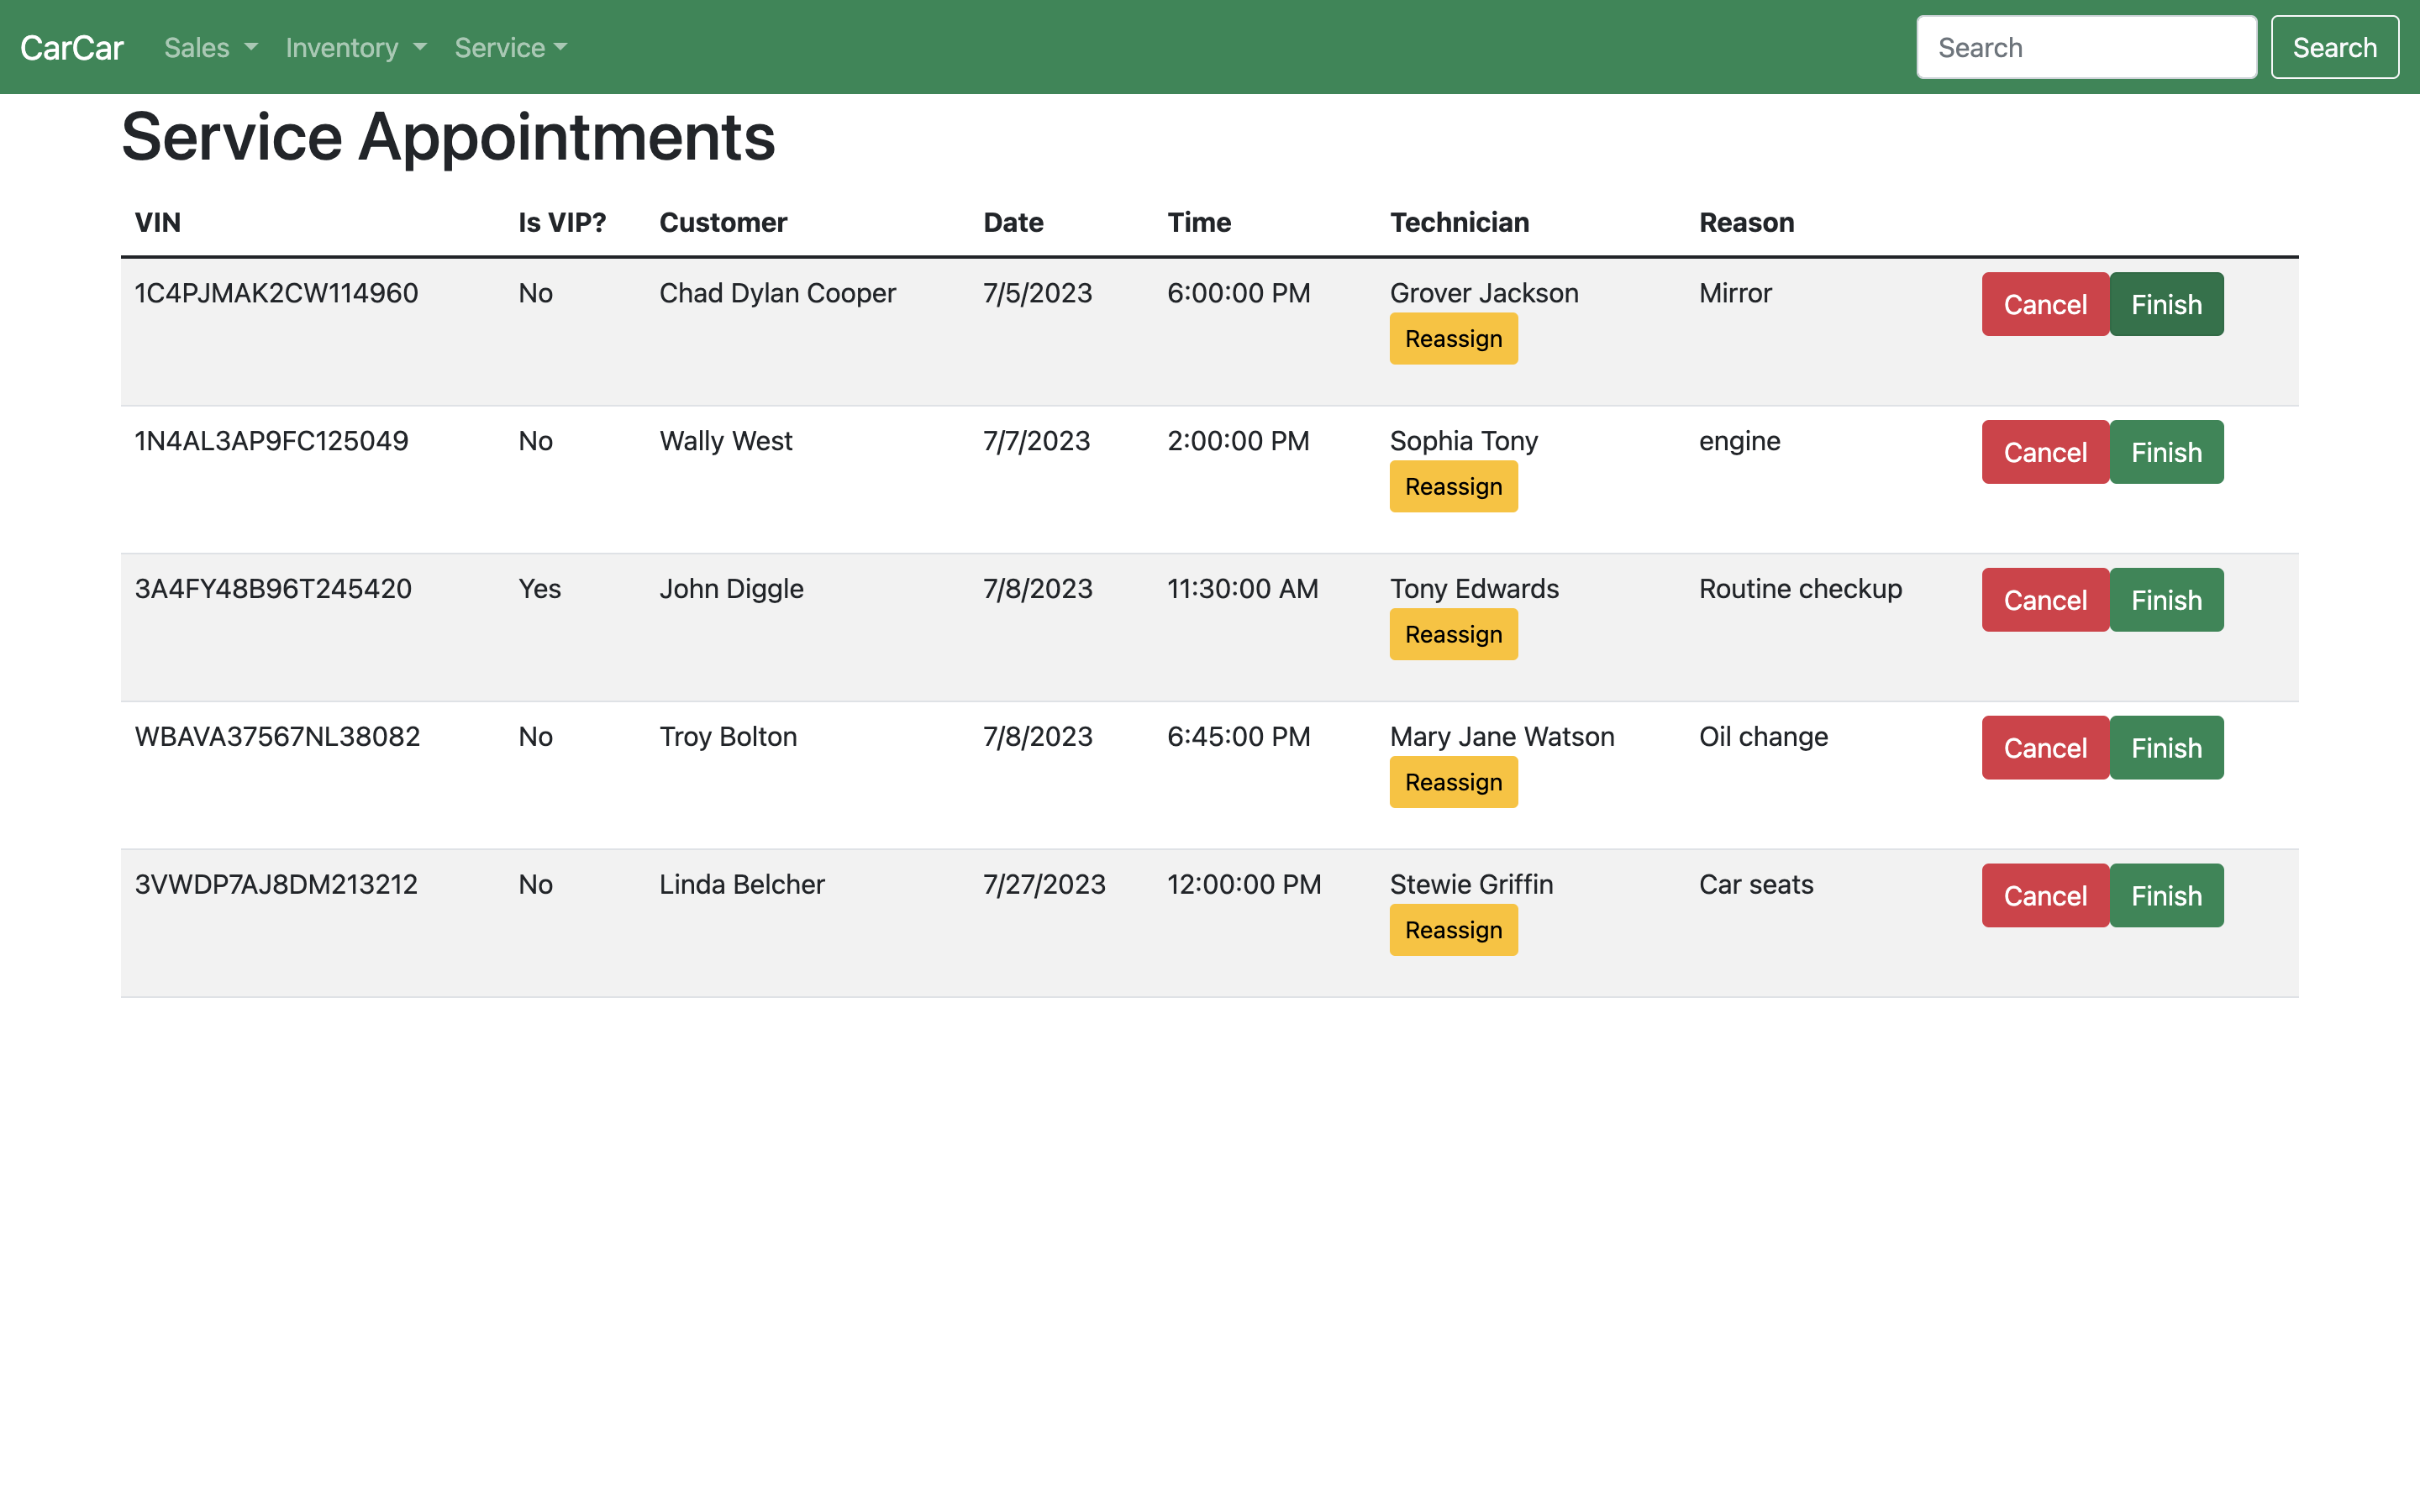 CarCar Sales Inventory Service Search Search
Service Appointments
VIN Is VIP? Customer Date Time Technician Reason
1C4PJMAK2CW114960 No Chad Dylan Cooper 7/5/2023 6:00:00 PM Grover Jackson Mirror Cancel Finish
Reassign
1N4AL3AP9FC125049 No Wally West 7/7/2023 2:00:00 PM Sophia Tony engine Cancel Finish
Reassign
3A4FY48B96T245420 Yes John Diggle 7/8/2023 11:30:00 AM Tony Edwards Routine checkup Cancel Finish
Reassign
WBAVA37567NL38082 No Troy Bolton 7/8/2023 6:45:00 PM Mary Jane Watson Oil change Cancel Finish
Reassign
3VWDP7AJ8DM213212 No Linda Belcher 7/27/2023 12:00:00 PM Stewie Griffin Car seats Cancel Finish
Reassign